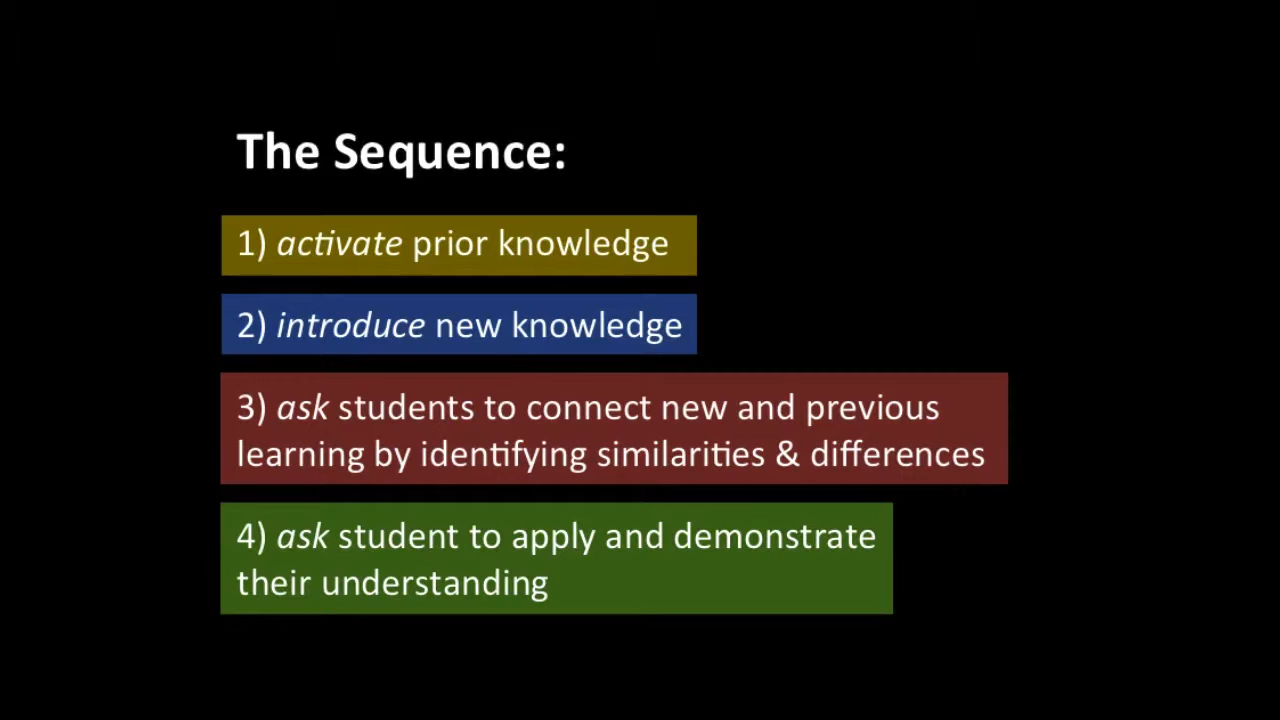 The Sequence:
1) activate prior knowledge
2) introduce new knowledge
3) ask students to connect new and previous
learning by identifying similarities & differences
4) ask student to apply and demonstrate
their understanding